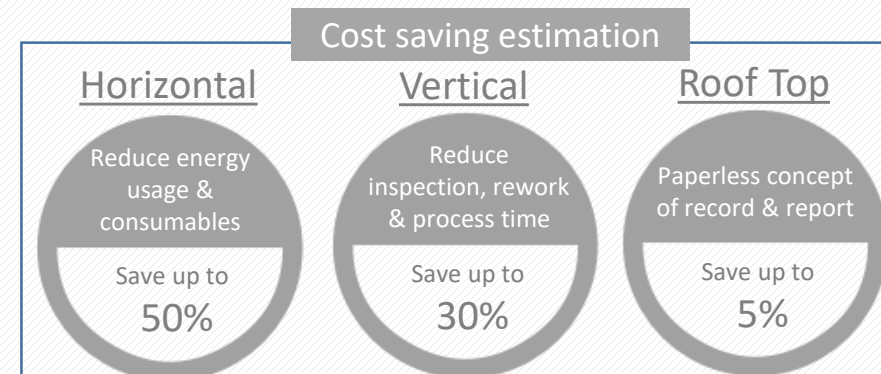 Cost saving estimation
Horizontal
Reduce energy
usage &
consumables
Save up to
50%
Vertical
Reduce
inspection, rework
& process time
Save up to
30%
Roof Top
Paperless concept
of record & report
Save up to
5%